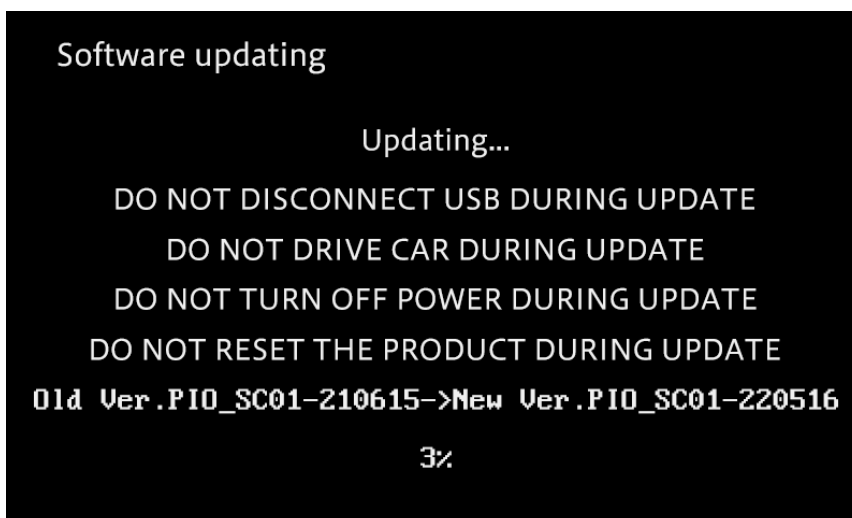 Software updating
Updating...
DO NOT DISCONNECT USB DURING UPDATE
DO NOT DRIVE CAR DURING UPDATE
DO NOT TURN OFF POWER DURING UPDATE
DO NOT RESET THE PRODUCT DURING UPDATE
Old Ver.PIO_SC01-210615->New Ver.PIO_SC01-220516
3%